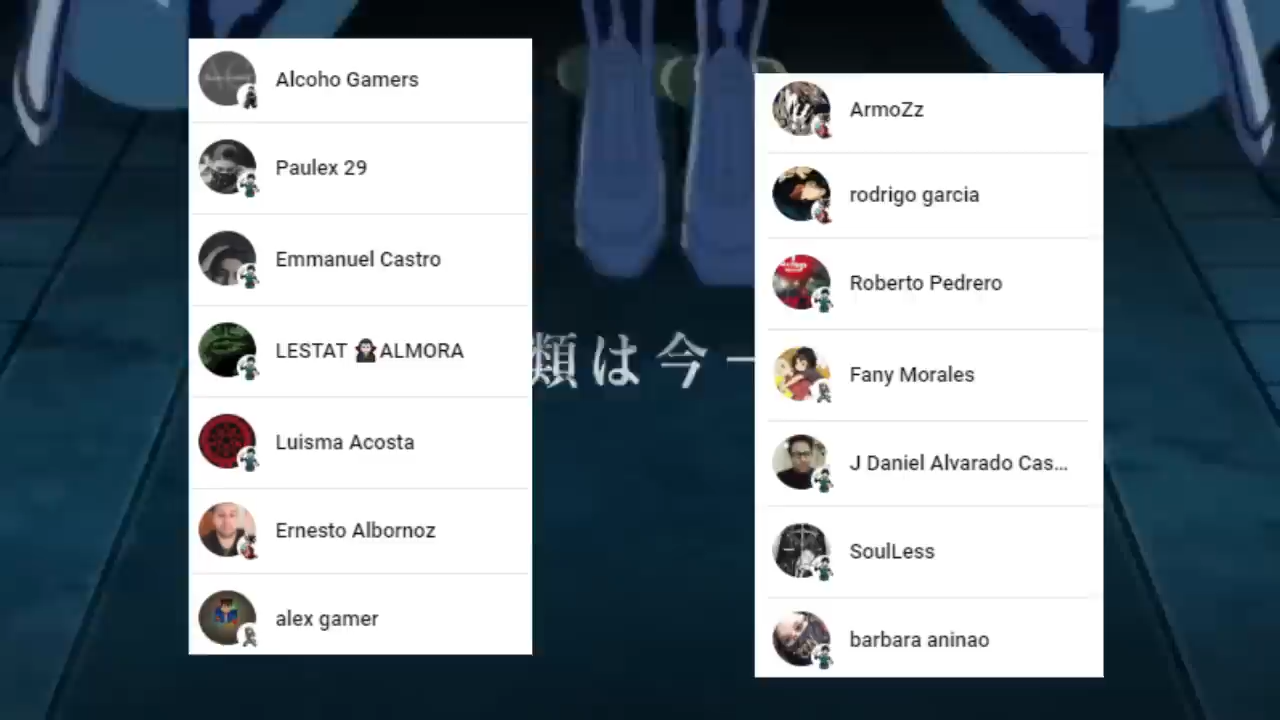 Alcoho Gamers
Paulex 29
Emmanuel Castro
LESTAT 🧛🏻ALMORA
Luisma Acosta
Ernesto Albornoz
alex gamer
類は今一
ArmoZz
rodrigo garcia
Roberto Pedrero
Fany Morales
J Daniel Alvarado Cas...
SoulLess
barbara aninao